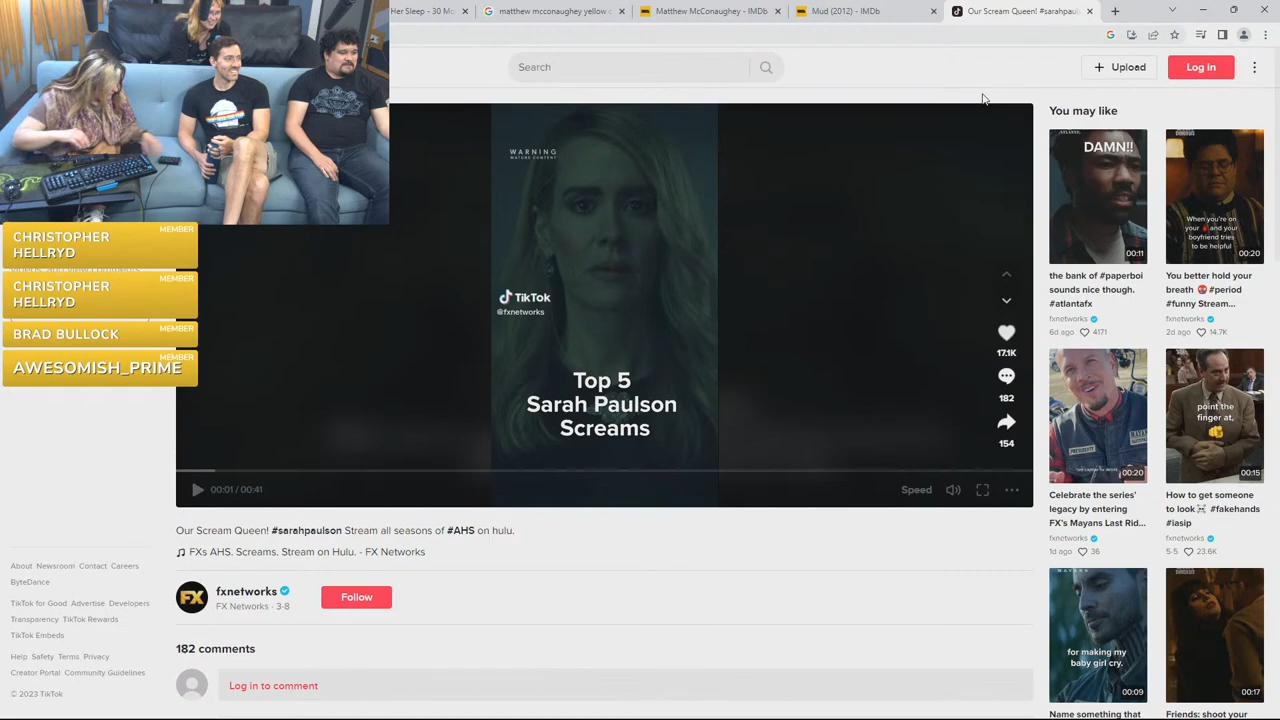 Her Sleep - 30 Mo
matthew mcconaughey yellow c
Matthew McConaughey - IMDb
Mud (2012) - IMDb
Our Scream Queen! #sarahpauls
Search
Upload
Log in
WARNING
MATURE CONTENT
TikTok
@fxnetworks
Top 5
Sarah Paulson
Screams
17.1K
182
154
00:01 / 00:41
Speed
CHRISTOPHER
HELLRYD
MEMBER
CHRISTOPHER
HELLRYD
MEMBER
BRAD BULLOCK
MEMBER
AWESOMISH_PRIME
MEMBER
Our Scream Queen! #sarahpaulson Stream all seasons of #AHS on hulu.
FXs AHS. Screams. Stream on Hulu. - FX Networks
FX
fxnetworks
FX Networks · 3-8
Follow
182 comments
Log in to comment
About Newsroom Contact Careers
ByteDance
TikTok for Good Advertise Developers
Transparency TikTok Rewards
TikTok Embeds
Help Safety Terms Privacy
Creator Portal Community Guidelines
© 2023 TikTok
You may like
ATLANTA
DAMN!!
00:11
the bank of #paperboi
sounds nice though.
#atlantafx
fxnetworks
6d ago 4171
When you're on
your and your
boyfriend tries
to be helpful
00:20
You better hold your
breath #period
#funny Stream...
fxnetworks
2d ago 14.7K
PRESIDENTE
00:20
Celebrate the series'
legacy by entering
FX's Mayans Last Rid...
fxnetworks
1d ago 36
point the
finger at,
00:15
How to get someone
to look #fakehands
#iasip
fxnetworks
5-5 23.6K
MAYANS
for making my
baby girl cry.
00:09
Name something that
00:17
Friends: shoot your